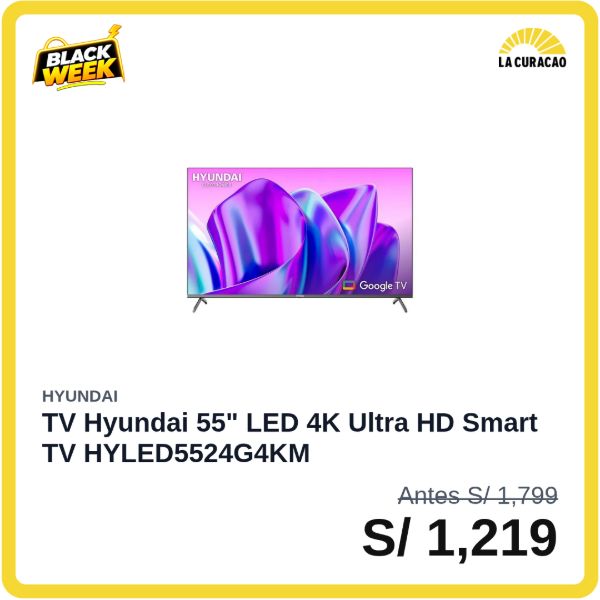 BLACK
WEEK
LA CURACAO
HYUNDAI
Google TV
HYUNDAI
TV Hyundai 55" LED 4K Ultra HD Smart
TV HYLED5524G4KM
Antes S/ 1,799
S/ 1,219